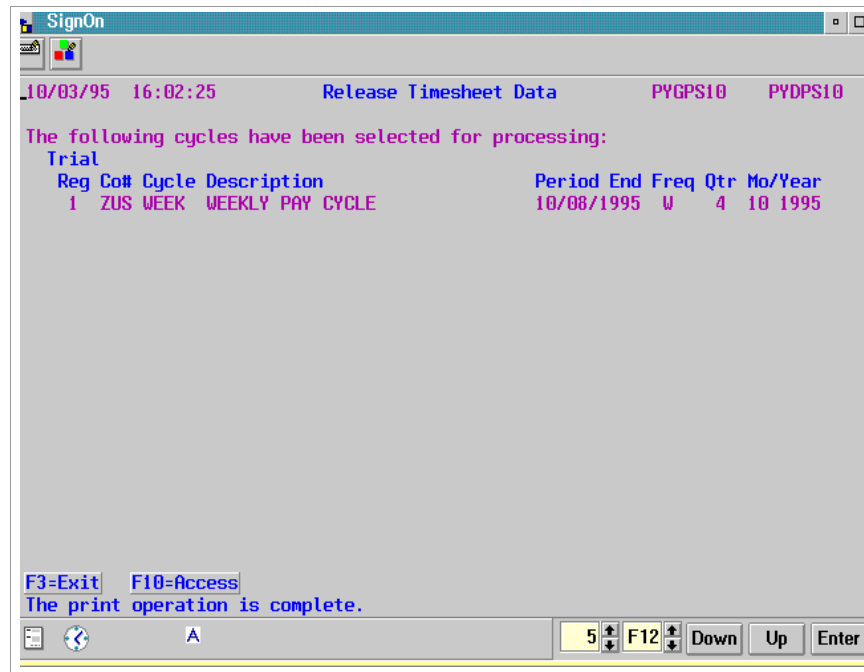 SignOn
10/03/95 16:02:25 Release Timesheet Data PYGPS10 PYDPS10
The following cycles have been selected for processing:
Trial
Reg Co# Cycle Description Period End Freq Qtr Mo/Year
1 ZUS WEEK WEEKLY PAY CYCLE 10/08/1995 W 4 10 1995
F3=Exit F10=Access
The print operation is complete.
A 5 F12 Down Up Enter